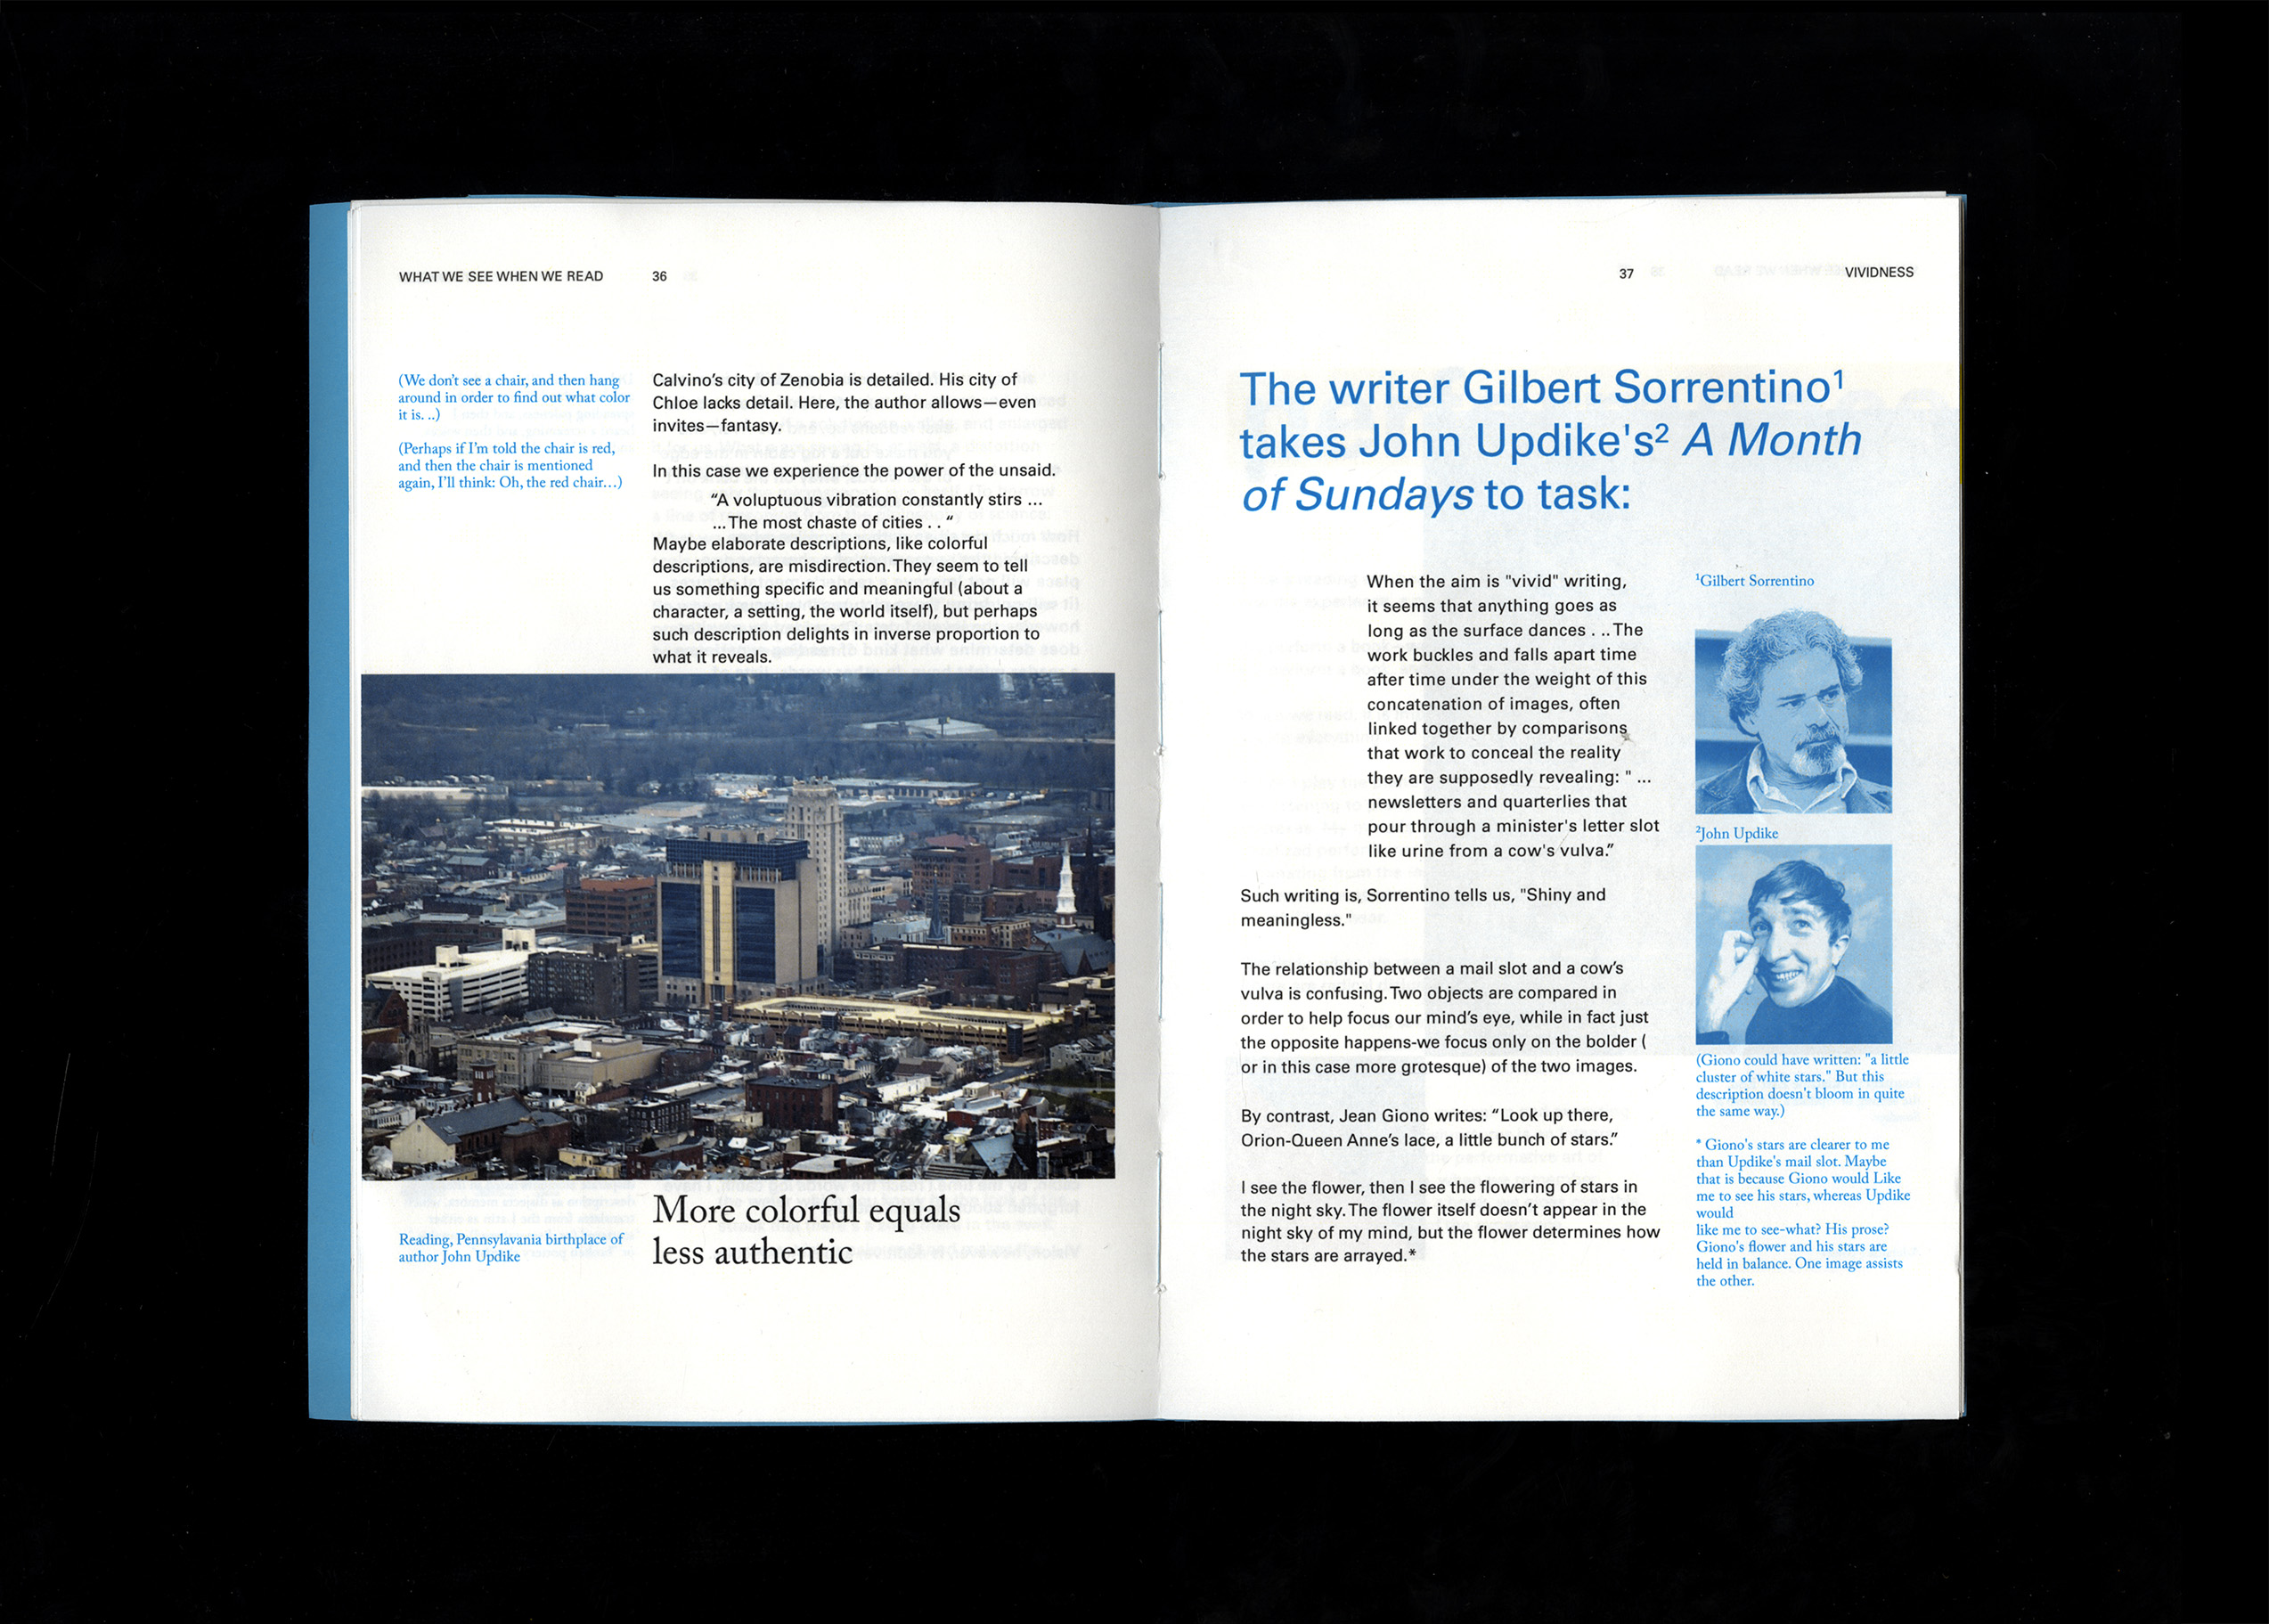 WHAT WE SEE WHEN WE READ 36
(We don't see a chair, and then hang
around in order to find out what color
it is. ..)
(Perhaps if I'm told the chair is red,
and then the chair is mentioned
again, I'll think: Oh, the red chair…)
Calvino's city of Zenobia is detailed. His city of
Chloe lacks detail. Here, the author allows—even
invites—fantasy.
In this case we experience the power of the unsaid.
“A voluptuous vibration constantly stirs ...
...The most chaste of cities . . “
Maybe elaborate descriptions, like colorful
descriptions, are misdirection. They seem to tell
us something specific and meaningful (about a
character, a setting, the world itself), but perhaps
such description delights in inverse proportion to
what it reveals.
Reading, Pennsylavania birthplace of
author John Updike
More colorful equals
less authentic
37 VIVIDNESS
The writer Gilbert Sorrentino¹
takes John Updike's² A Month
of Sundays to task:
When the aim is "vivid" writing,
it seems that anything goes as
long as the surface dances . .. The
work buckles and falls apart time
after time under the weight of this
concatenation of images, often
linked together by comparisons
that work to conceal the reality
they are supposedly revealing: " ...
newsletters and quarterlies that
pour through a minister's letter slot
like urine from a cow's vulva.”
Such writing is, Sorrentino tells us, "Shiny and
meaningless."
The relationship between a mail slot and a cow’s
vulva is confusing. Two objects are compared in
order to help focus our mind’s eye, while in fact just
the opposite happens-we focus only on the bolder (
or in this case more grotesque) of the two images.
By contrast, Jean Giono writes: “Look up there,
Orion-Queen Anne’s lace, a little bunch of stars.”
I see the flower, then I see the flowering of stars in
the night sky. The flower itself doesn’t appear in the
night sky of my mind, but the flower determines how
the stars are arrayed.*
¹Gilbert Sorrentino
²John Updike
(Giono could have written: "a little
cluster of white stars." But this
description doesn't bloom in quite
the same way.)
* Giono's stars are clearer to me
than Updike's mail slot. Maybe
that is because Giono would Like
me to see his stars, whereas Updike
would
like me to see-what? His prose?
Giono's flower and his stars are
held in balance. One image assists
the other.